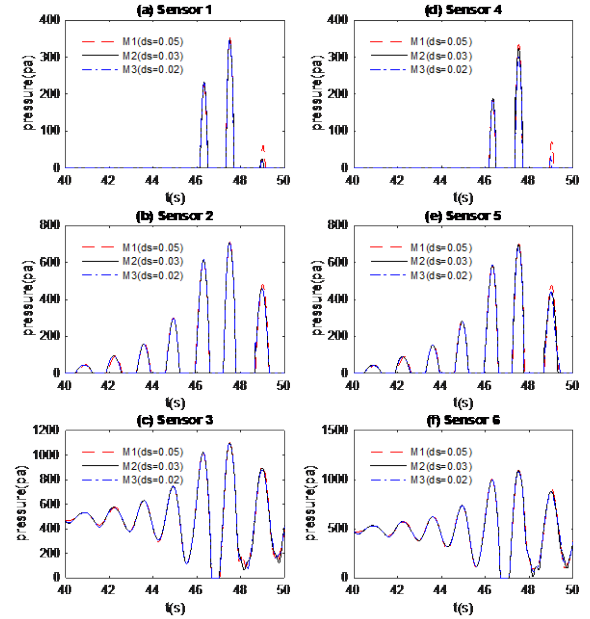 (a) Sensor 1
pressure(pa)
400
300
200
100
0
M1(ds=0.05)
M2(ds=0.03)
M3(ds=0.02)
40 42 44 46 48 50
t(s)
(d) Sensor 4
pressure(pa)
400
300
200
100
0
M1(ds=0.05)
M2(ds=0.03)
M3(ds=0.02)
40 42 44 46 48 50
t(s)
(b) Sensor 2
pressure(pa)
800
600
400
200
0
M1(ds=0.05)
M2(ds=0.03)
M3(ds=0.02)
40 42 44 46 48 50
t(s)
(e) Sensor 5
pressure(pa)
800
600
400
200
0
M1(ds=0.05)
M2(ds=0.03)
M3(ds=0.02)
40 42 44 46 48 50
t(s)
(c) Sensor 3
pressure(pa)
1200
1000
800
600
400
200
0
M1(ds=0.05)
M2(ds=0.03)
M3(ds=0.02)
40 42 44 46 48 50
t(s)
(f) Sensor 6
pressure(pa)
1500
1000
500
0
M1(ds=0.05)
M2(ds=0.03)
M3(ds=0.02)
40 42 44 46 48 50
t(s)